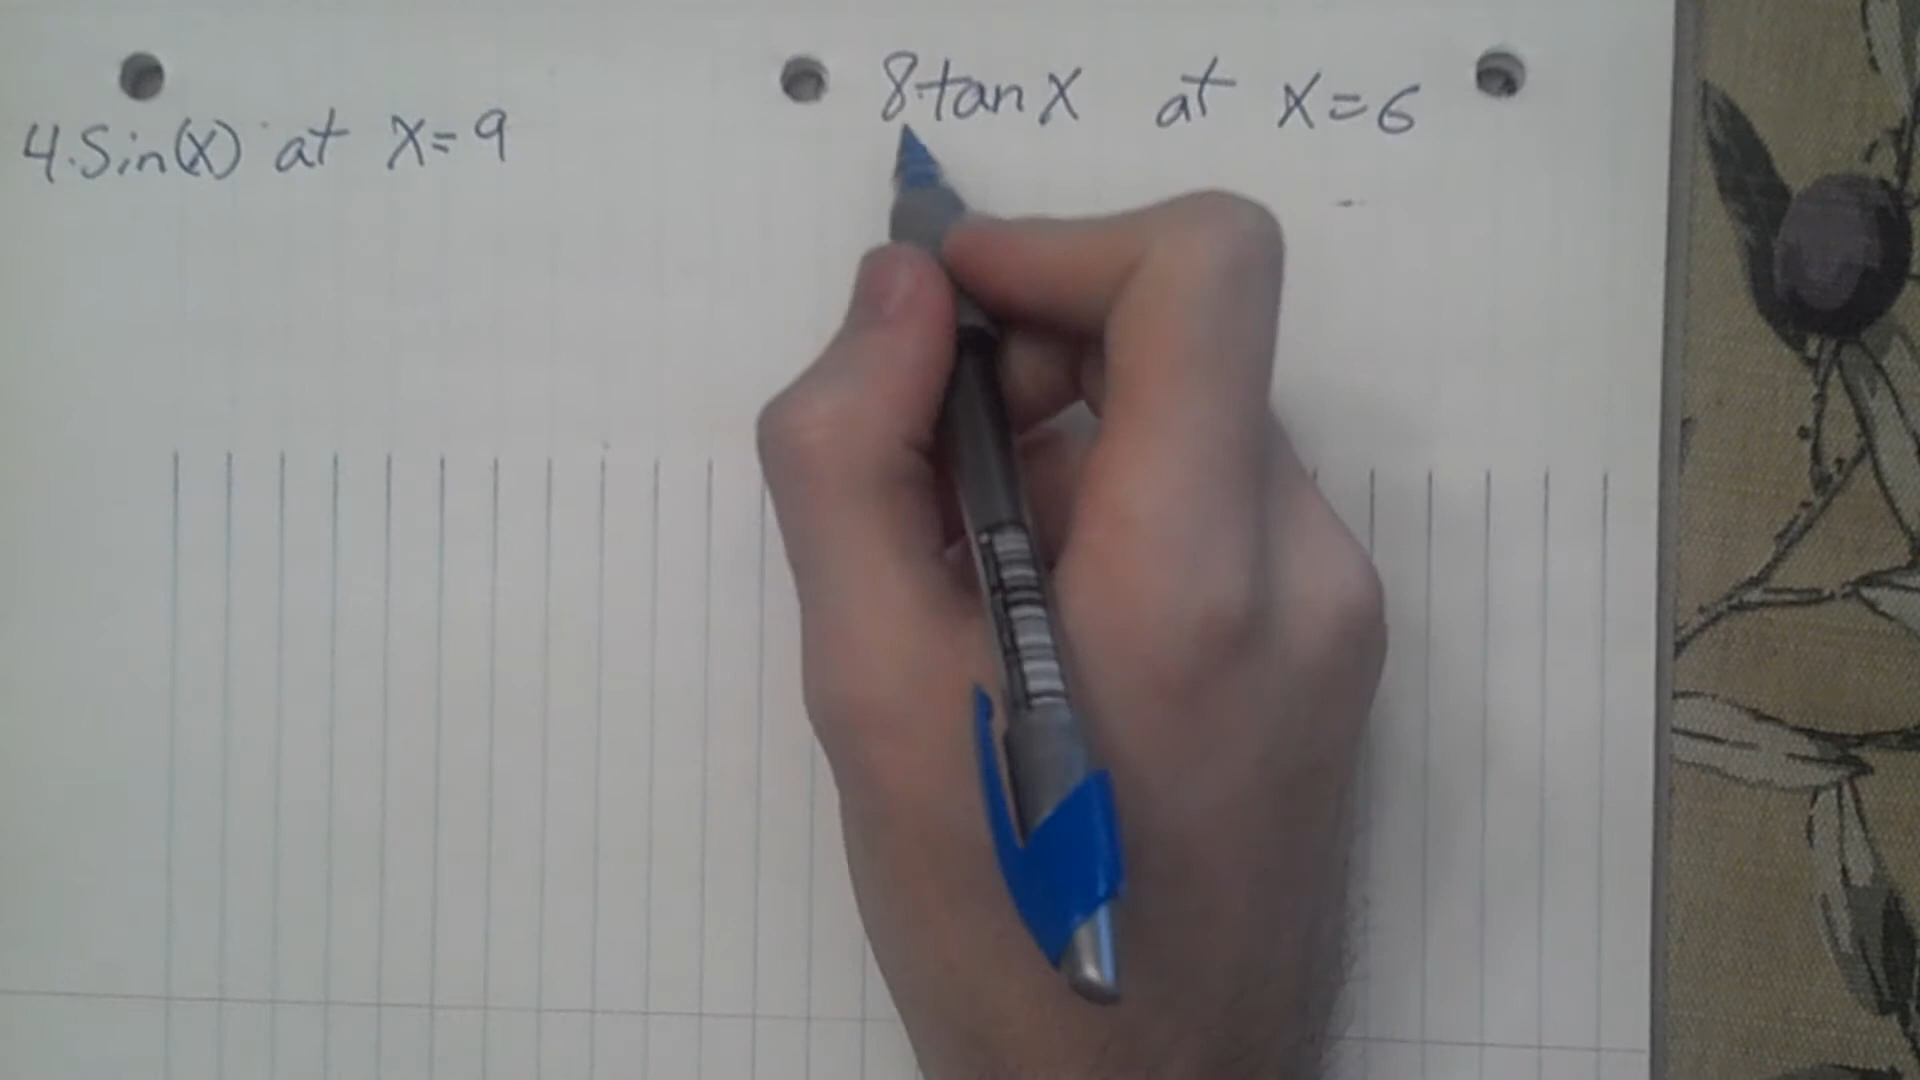 4.Sin(x) at x=9
8.tan x at x=6